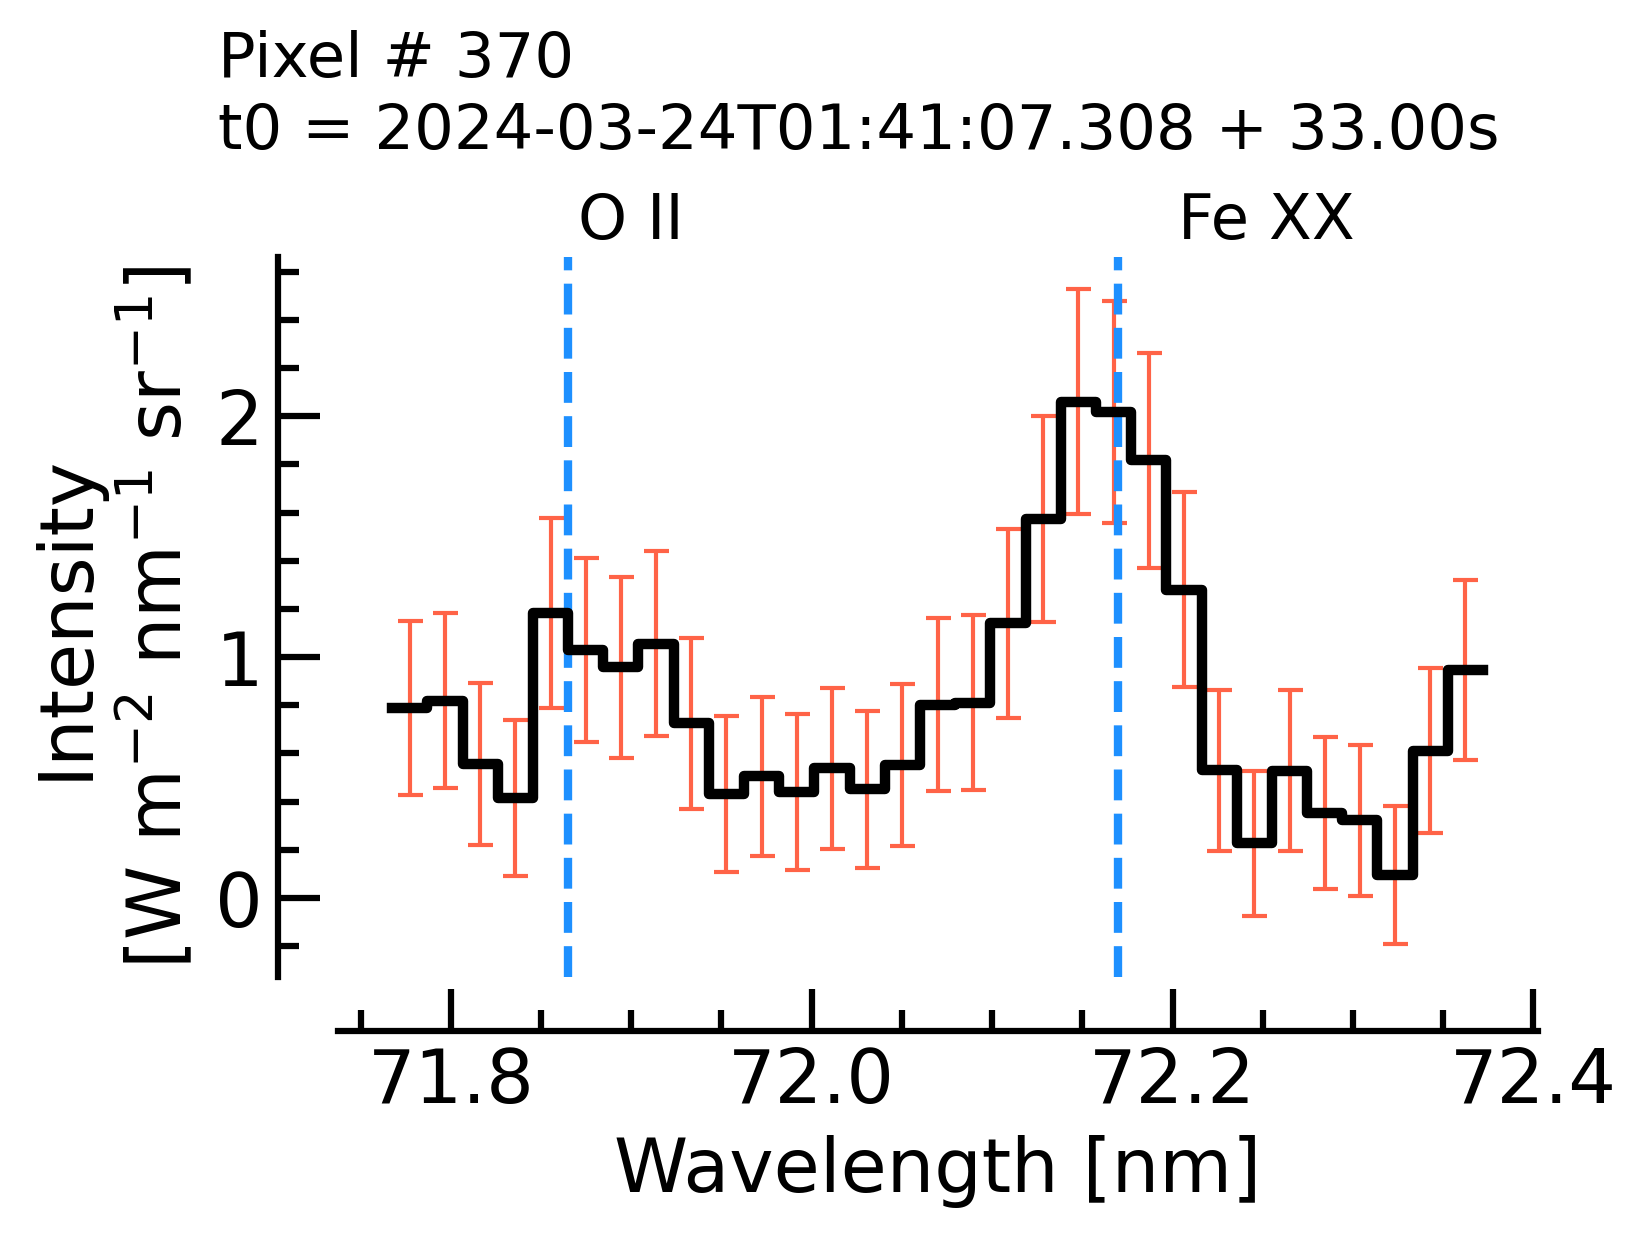 Pixel # 370
t0 = 2024-03-24T01:41:07.308 + 33.00s
O II Fe XX
Intensity
[W m⁻² nm⁻¹ sr⁻¹]
2
1
0
71.8 72.0 72.2 72.4
Wavelength [nm]